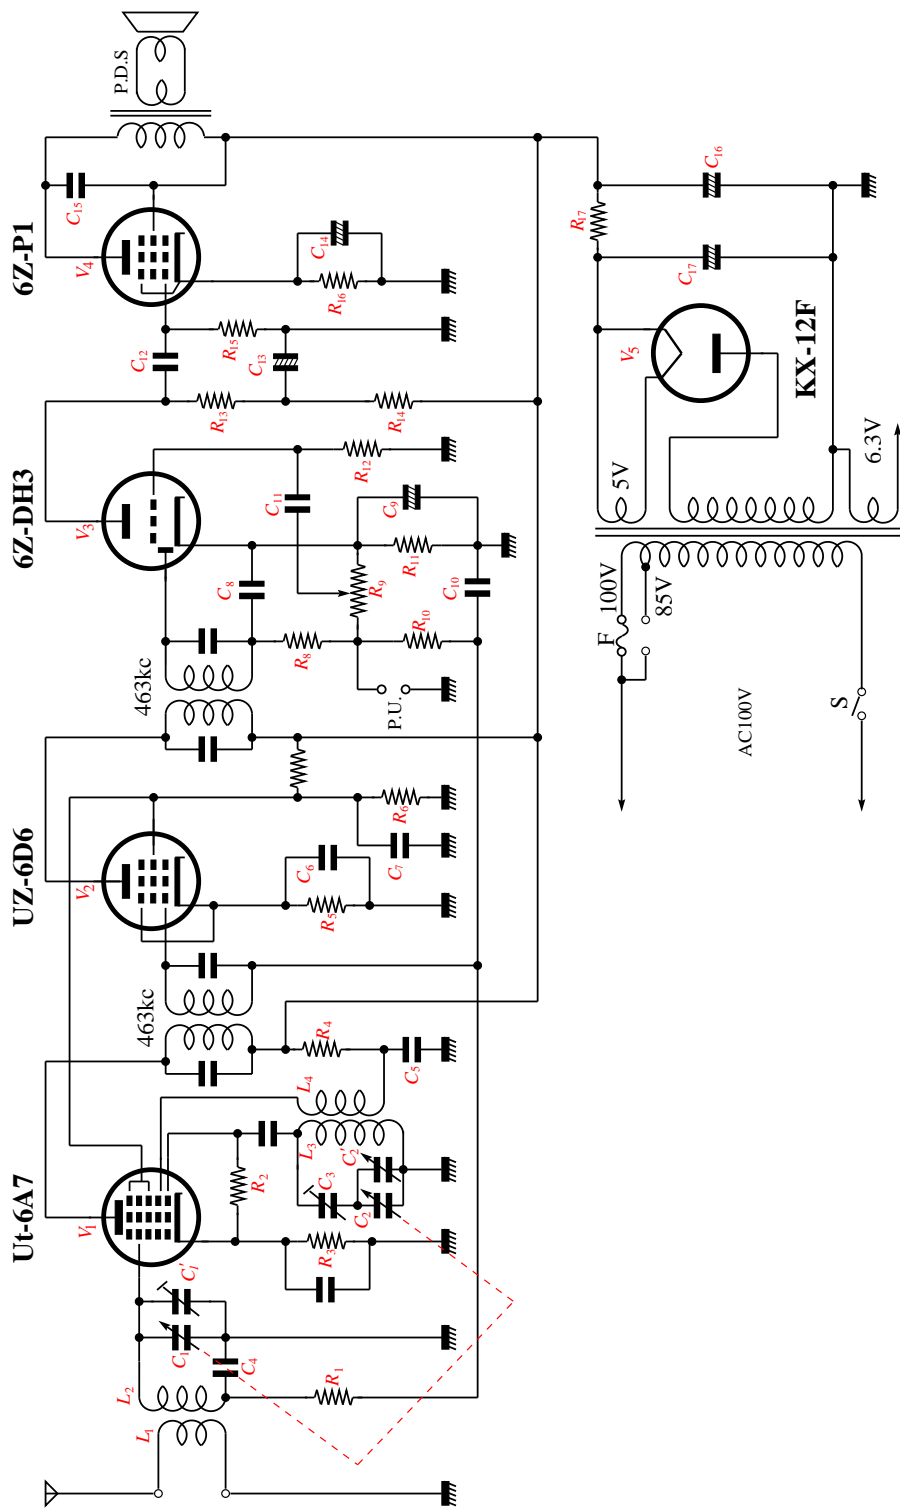 Ut-6A7
UZ-6D6
6Z-DH3
6Z-P1
V1
V2
V3
V4
P.D.S
463kc
463kc
L1
L2
C1
C1'
C4
R1
R2
R3
L3
L4
C3
C2
C2'
R4
C5
R5
C6
C7
R6
R8
C8
P.U.
R9
R10
C10
R11
C9
C11
R12
R13
R14
C12
R15
C13
R16
C14
C15
F
100V
85V
AC100V
S
5V
6.3V
V5
KX-12F
R17
C17
C16